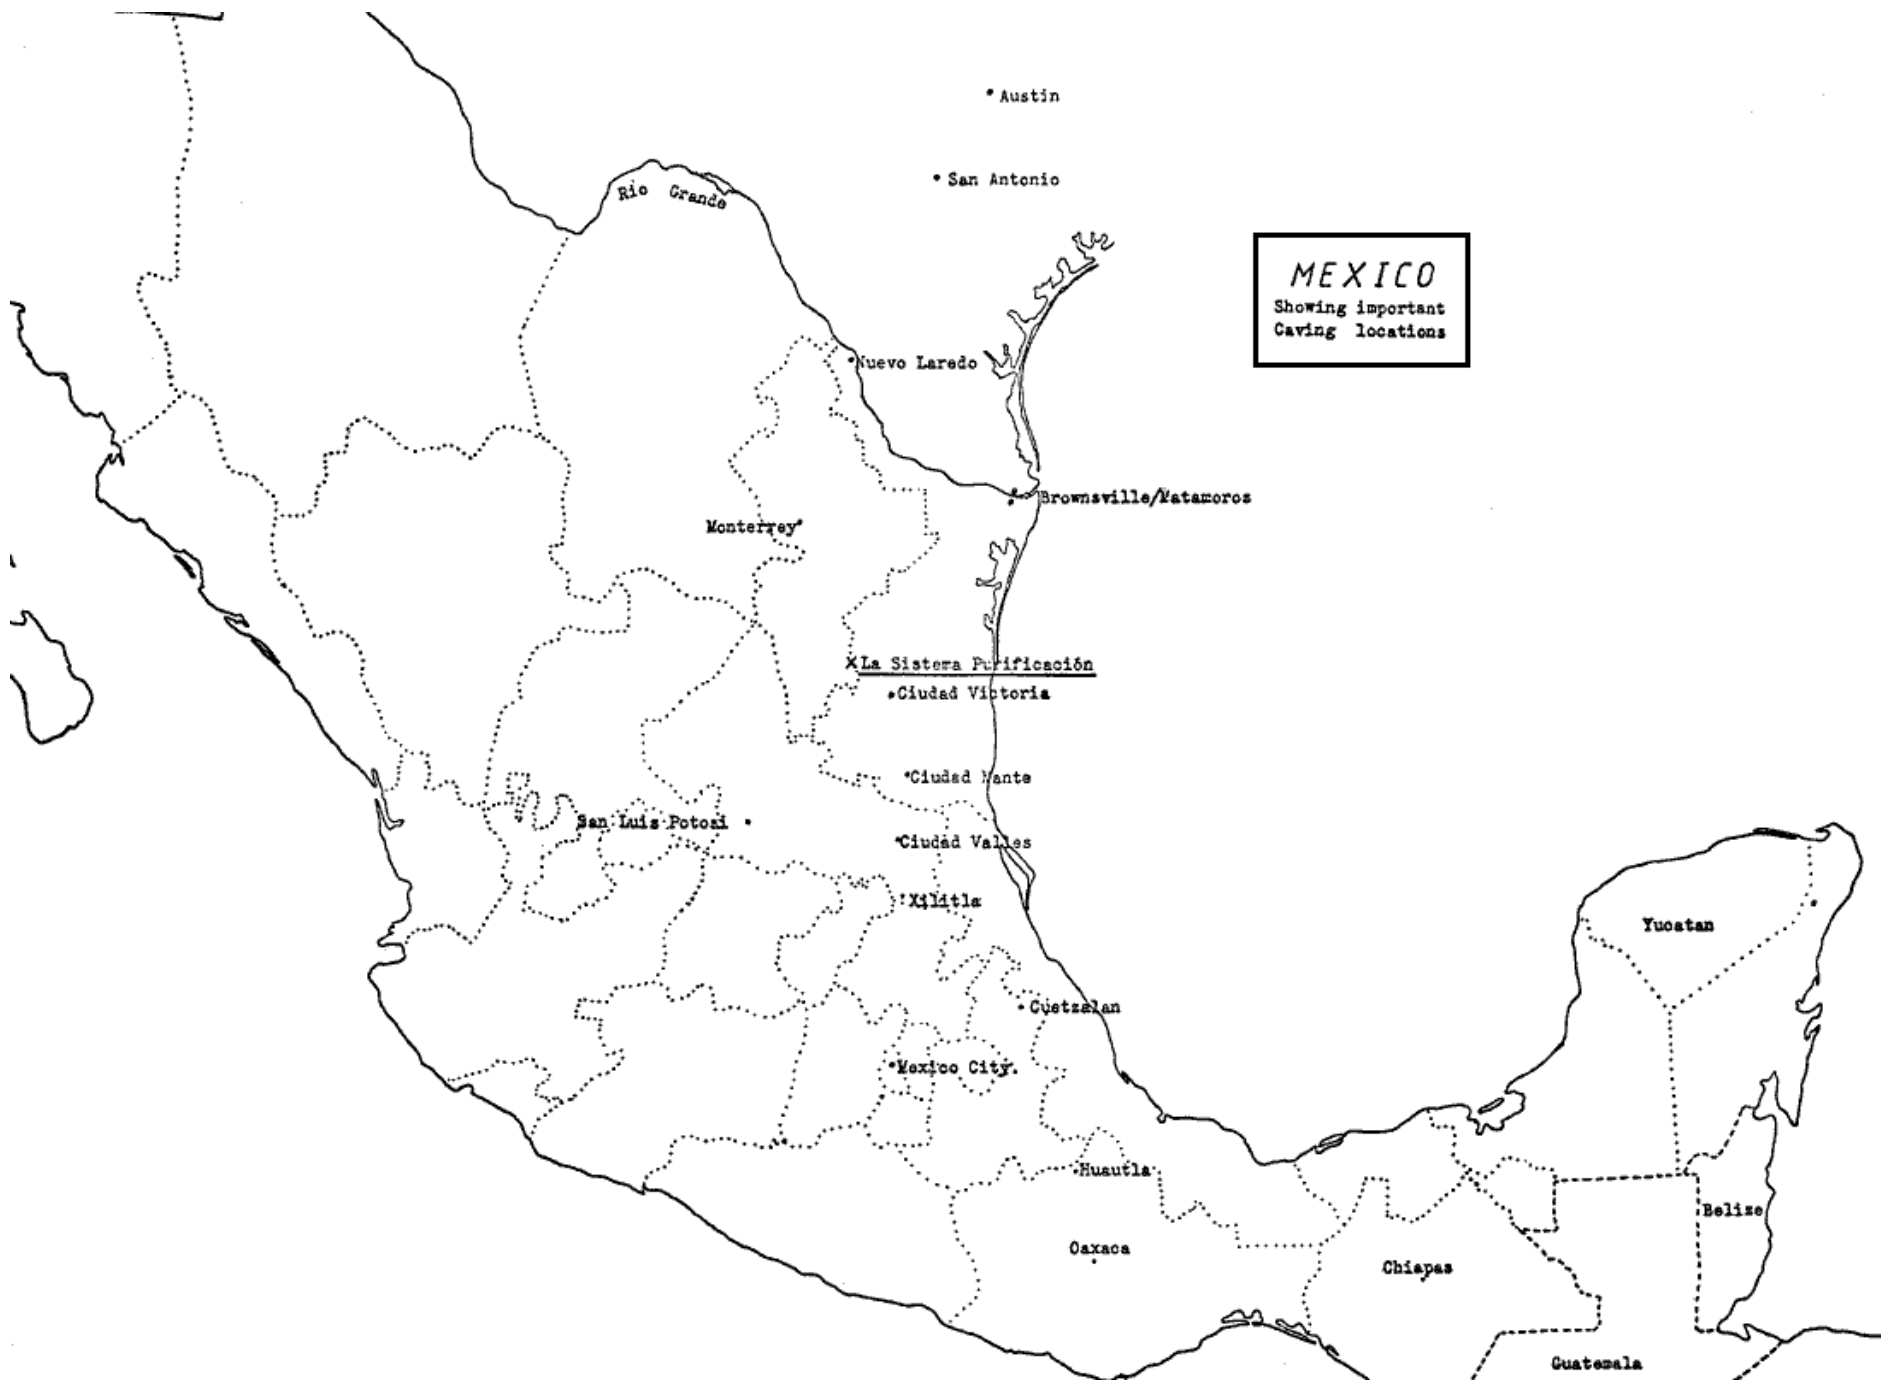 Austin
San Antonio
Rio Grande
MEXICO
Showing important
Caving locations
Nuevo Laredo
Brownsville/Matamoros
Monterrey
La Sistema Purificación
Ciudad Victoria
Ciudad Mante
San Luis Potosi
Ciudad Valles
Xilitla
Yucatan
Cuetzalan
Mexico City.
Huautla
Belize
Oaxaca
Chiapas
Guatemala